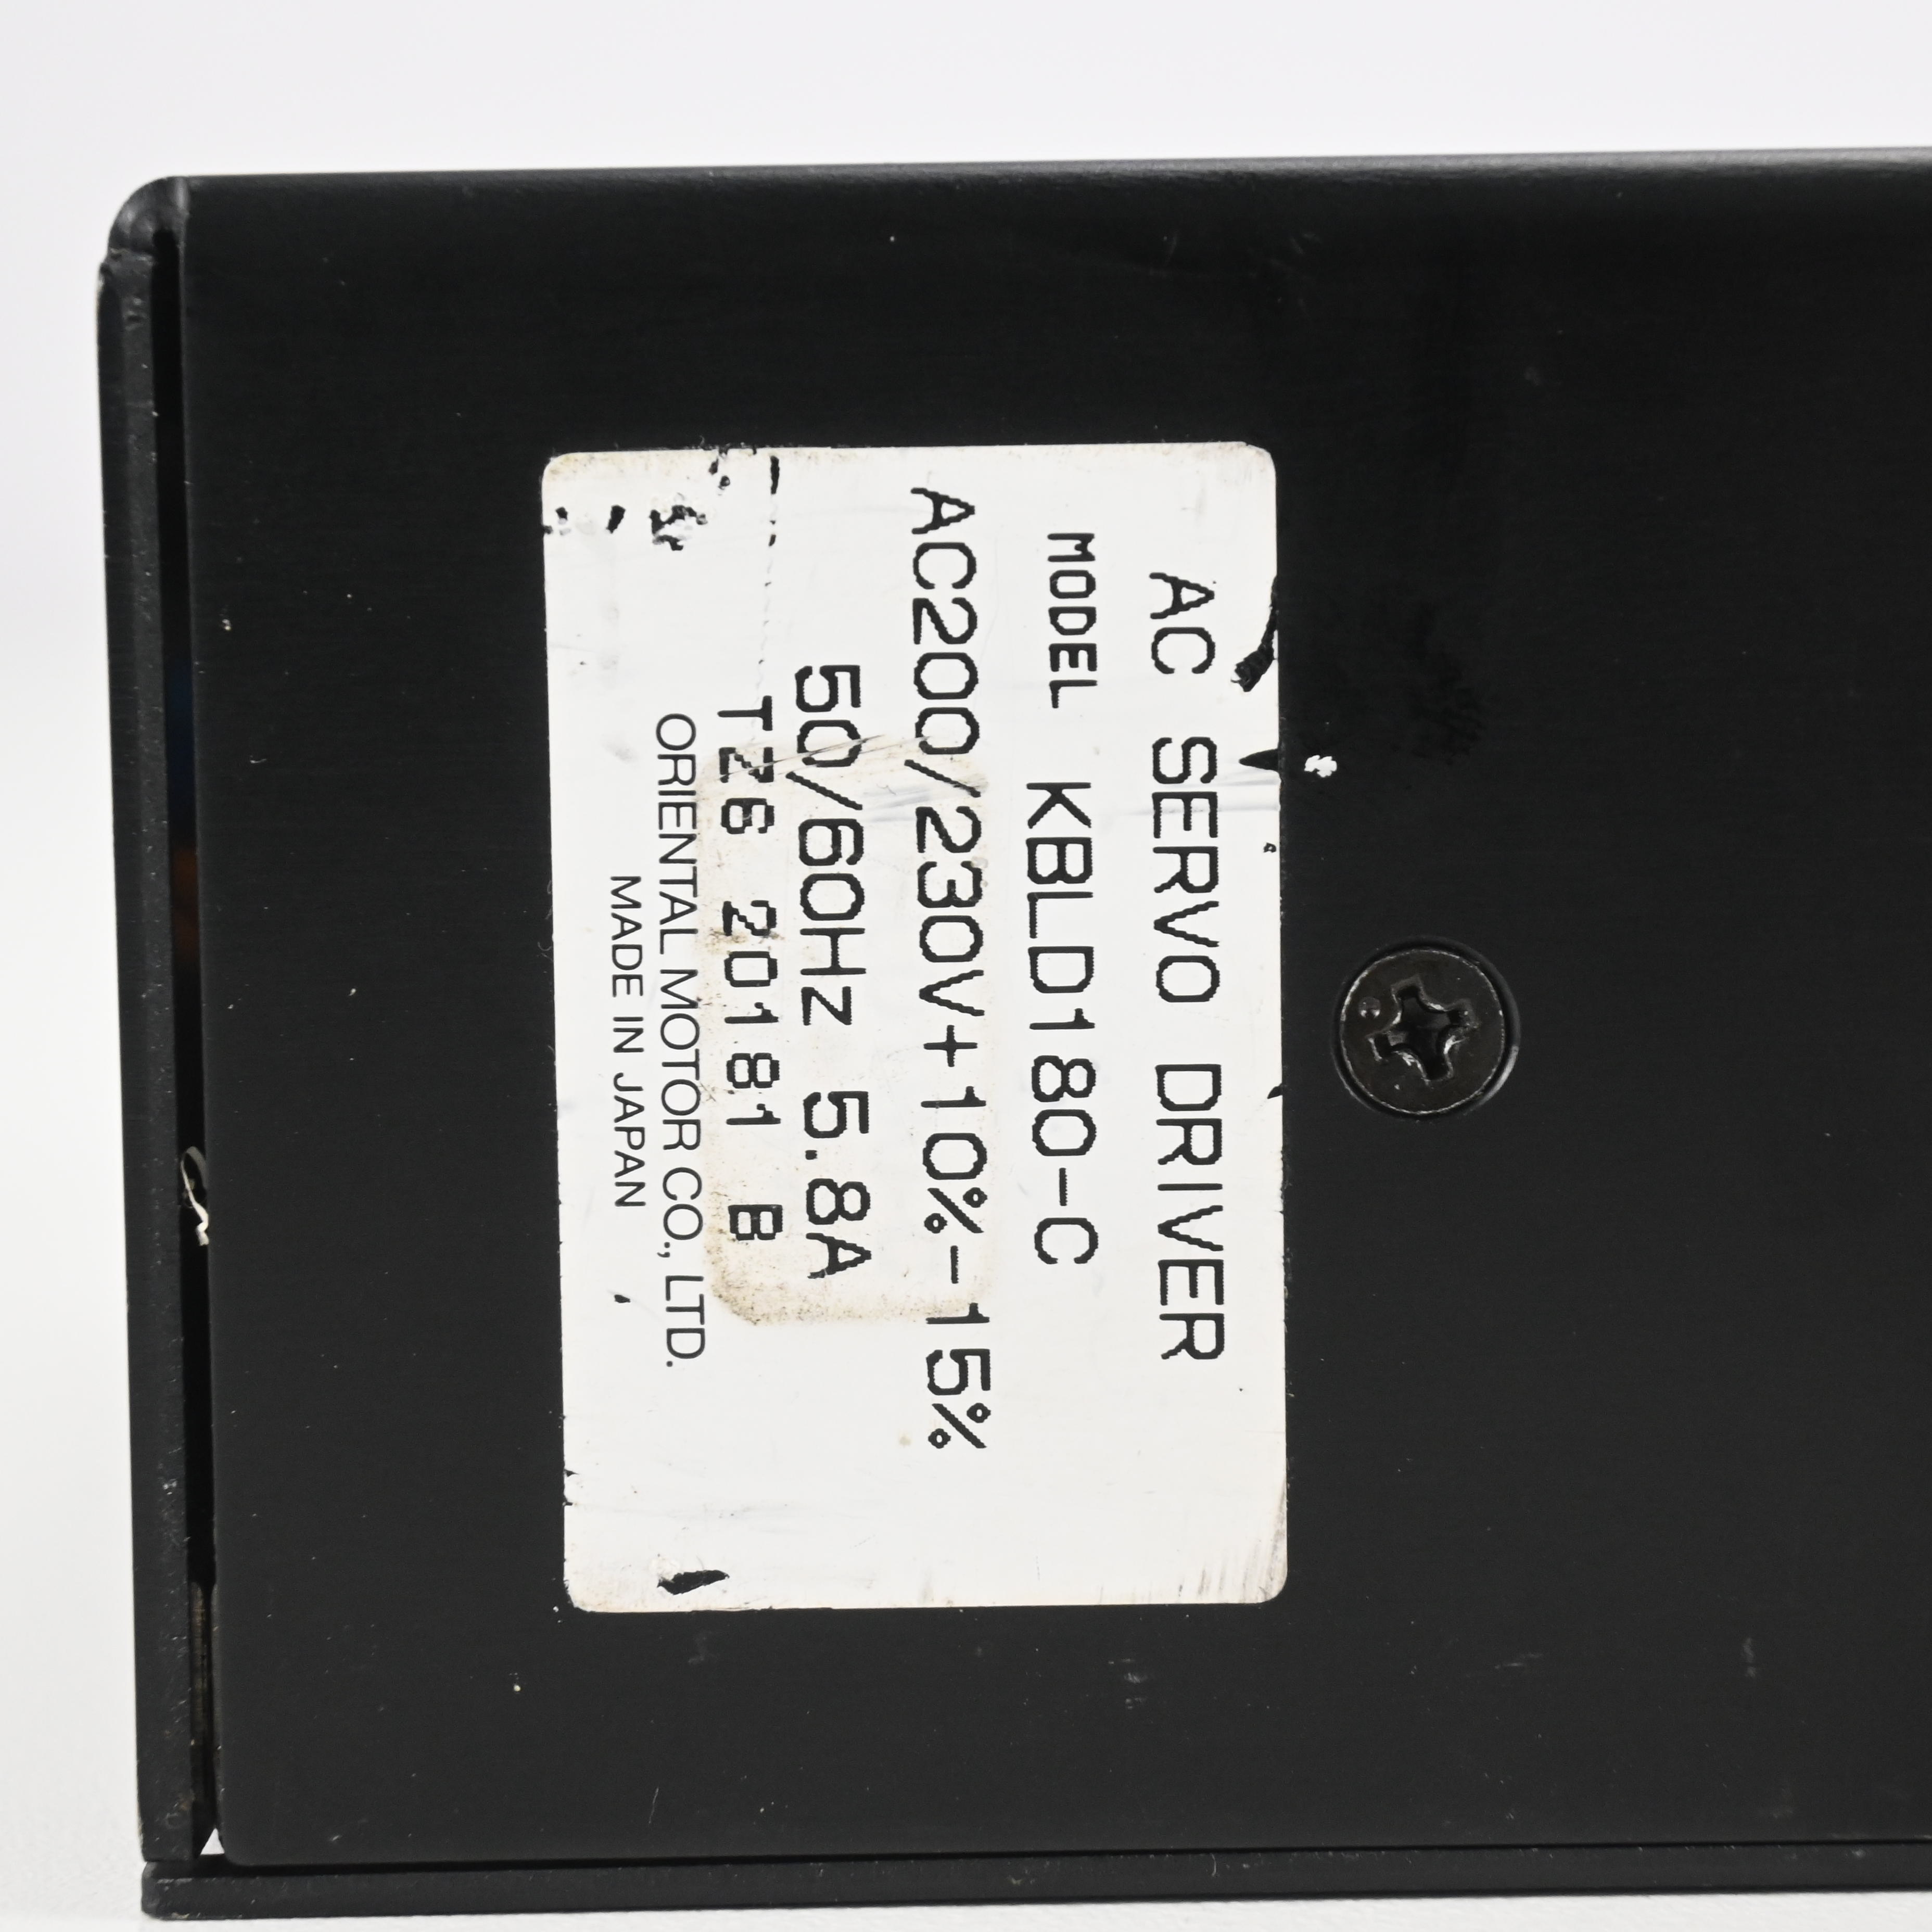 AC SERVO DRIVER
MODEL KBLD180-C
AC200/230V+10%-15%
50/60Hz 5.8A
TZ6 20181 B
ORIENTAL MOTOR CO., LTD.
MADE IN JAPAN